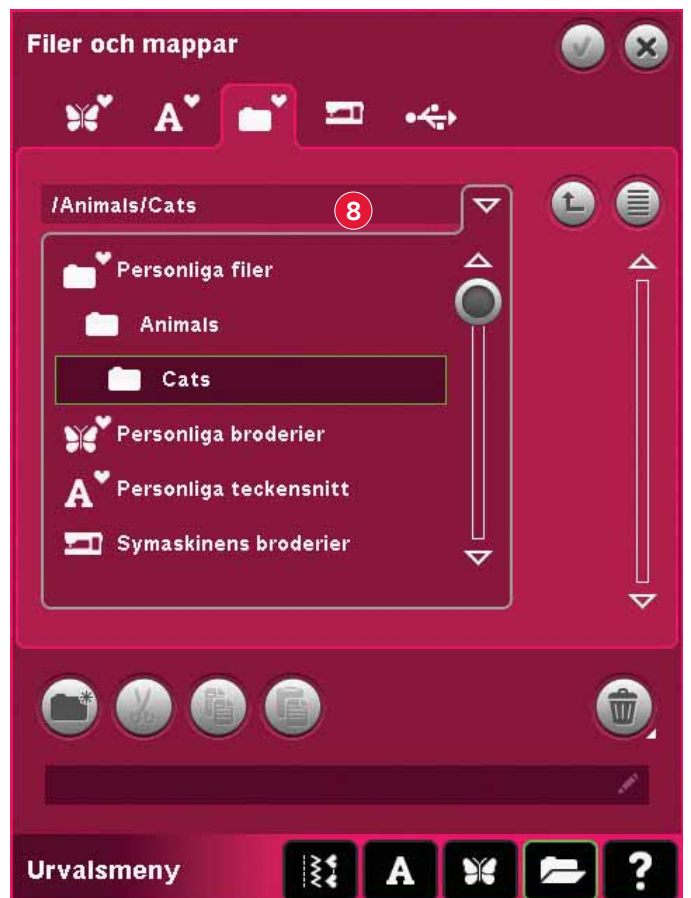 Filer och mappar
/Animals/Cats
8
Personliga filer
Animals
Cats
Personliga broderier
Personliga teckensnitt
Symaskinens broderier
Urvalsmeny
A
?